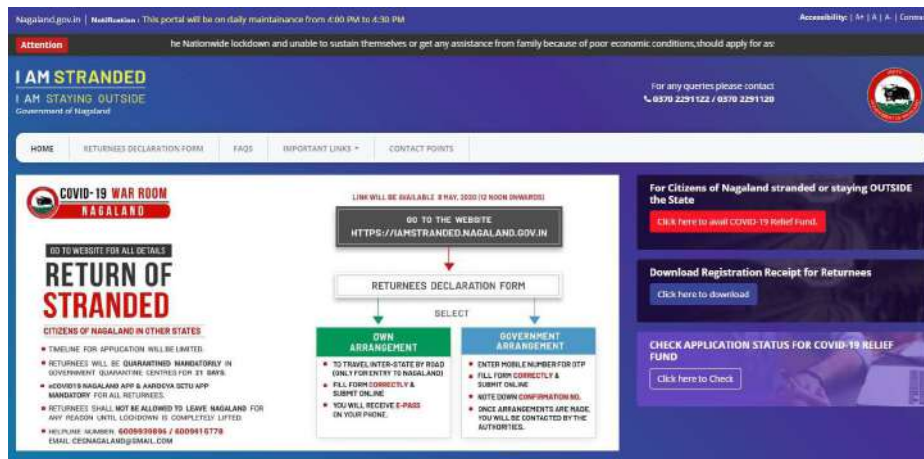 Nagaland.gov.in | Notification : This portal will be on daily maintainance from 4:00 PM to 4:30 PM
Accessibility: | A+ | A | A- | Contra
Attention
he Nationwide lockdown and unable to sustain themselves or get any assistance from family because of poor economic conditions,should apply for as
I AM STRANDED
I AM STAYING OUTSIDE
Government of Nagaland
For any queries please contact
0370 2291122 / 0370 2291120
HOME
RETURNEES DECLARATION FORM
FAQS
IMPORTANT LINKS
CONTACT POINTS
COVID-19 WAR ROOM
NAGALAND
GO TO WEBSITE FOR ALL DETAILS
RETURN OF
STRANDED
CITIZENS OF NAGALAND IN OTHER STATES
TIMELINE FOR APPLICATION WILL BE LIMITED.
RETURNEES WILL BE QUARANTINED MANDATORILY IN
GOVERNMENT QUARANTINE CENTRES FOR 21 DAYS.
nCOVID19 NAGALAND APP & AAROGYA SETU APP
MANDATORY FOR ALL RETURNEES.
RETURNEES SHALL NOT BE ALLOWED TO LEAVE NAGALAND FOR
ANY REASON UNTIL LOCKDOWN IS COMPLETELY LIFTED.
HELPLINE NUMBER:
EMAIL: CEONAGALAND@GMAIL.COM
LINK WILL BE AVAILABLE 8 MAY, 2020 (12 NOON ONWARDS)
GO TO THE WEBSITE
HTTPS://IAMSTRANDED.NAGALAND.GOV.IN
RETURNEES DECLARATION FORM
SELECT
OWN
ARRANGEMENT
TO TRAVEL INTER-STATE BY ROAD
(ONLY FOR ENTRY TO NAGALAND)
FILL FORM CORRECTLY &
SUBMIT ONLINE
YOU WILL RECEIVE E-PASS
ON YOUR PHONE.
GOVERNMENT
ARRANGEMENT
ENTER MOBILE NUMBER FOR OTP
FILL FORM CORRECTLY &
SUBMIT ONLINE
NOTE DOWN CONFIRMATION NO.
ONCE ARRANGEMENTS ARE MADE,
YOU WILL BE CONTACTED BY THE
AUTHORITIES.
For Citizens of Nagaland stranded or staying OUTSIDE
the State
Click here to avail COVID-19 Relief Fund.
Download Registration Receipt for Returnees
Click here to download
CHECK APPLICATION STATUS FOR COVID-19 RELIEF
FUND
Click here to Check